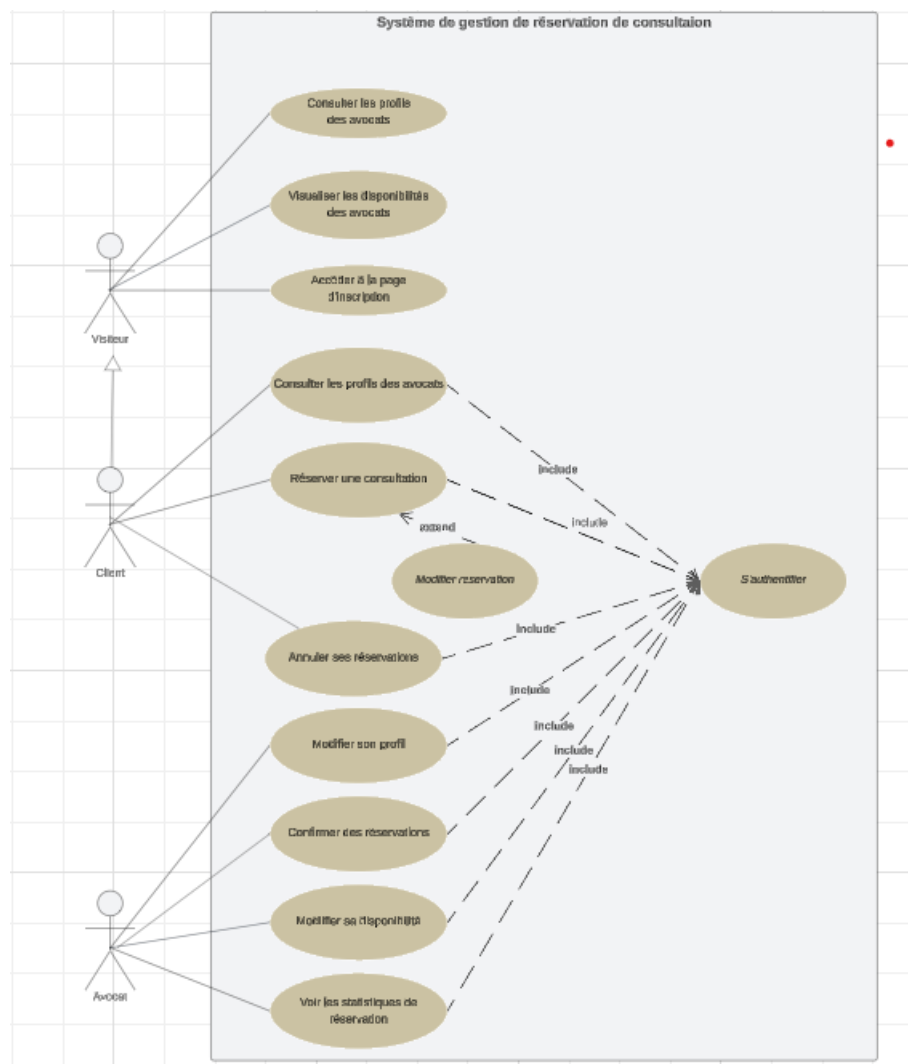 Système de gestion de réservation de consultaion
Consulter les profils
des avocats
Visualiser les disponibilités
des avocats
Accéder à la page
d'inscription
Visiteur
Consulter les profils des avocats
include
Réserver une consultation
include
extend
Client
Modifier reservation
S'authentifier
include
Annuler ses réservations
include
Modifier son profil
include
include
include
Confirmer des réservations
Modifier sa disponibilité
Avocat
Voir les statistiques de
réservation